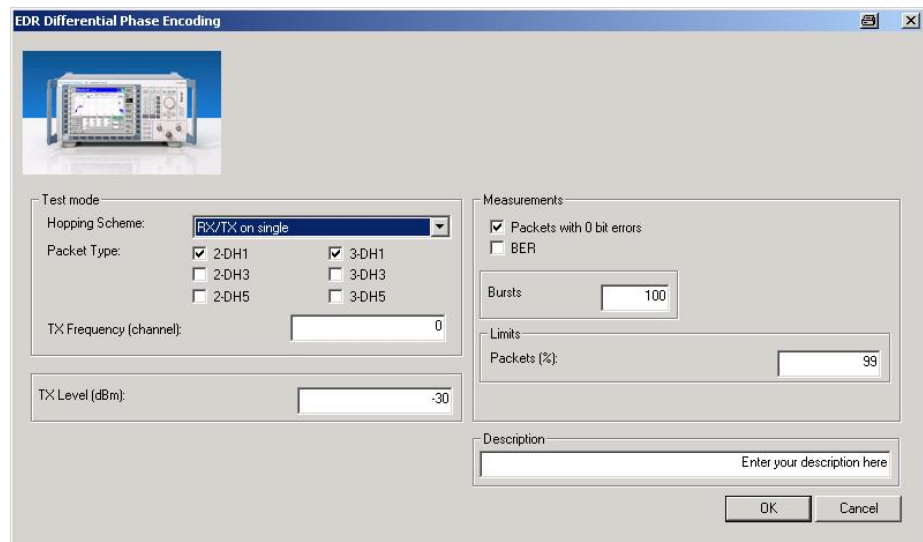 EDR Differential Phase Encoding
Test mode
Hopping Scheme:
RX/TX on single
Packet Type:
2-DH1
3-DH1
2-DH3
3-DH3
2-DH5
3-DH5
TX Frequency (channel):
0
TX Level (dBm):
-30
Measurements
Packets with 0 bit errors
BER
Bursts
100
Limits
Packets (%):
99
Description
Enter your description here
OK
Cancel